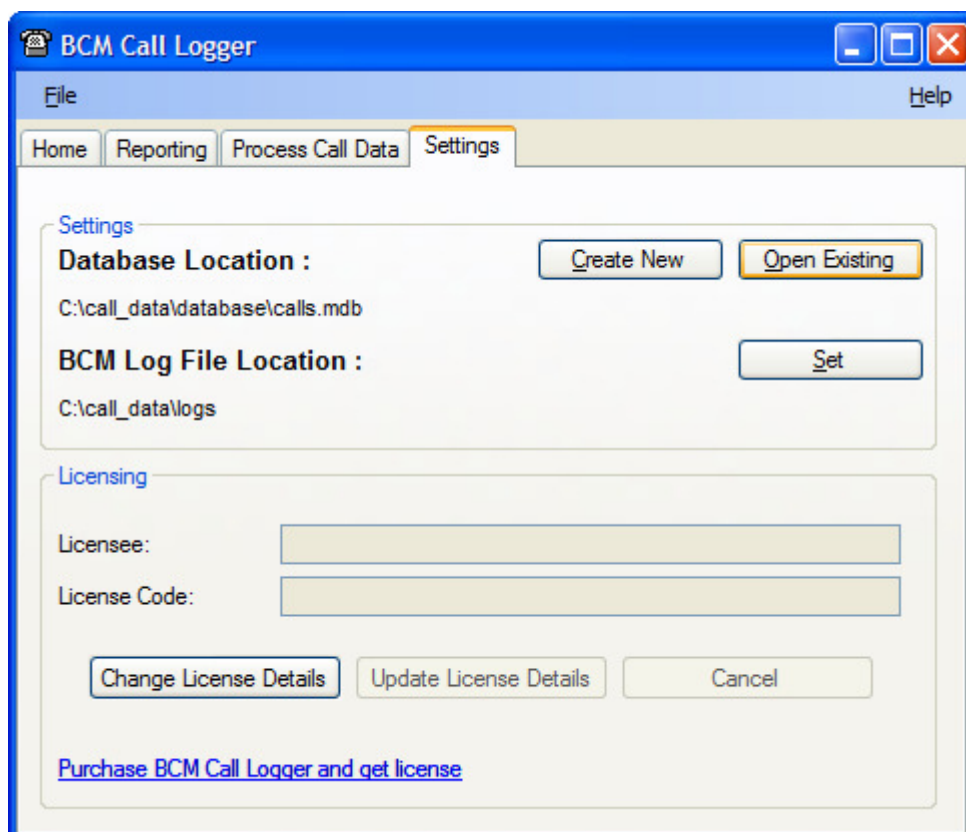 BCM Call Logger
File Help
Home Reporting Process Call Data Settings
Settings
Database Location : Create New Open Existing
C:\call_data\database\calls.mdb
BCM Log File Location : Set
C:\call_data\logs
Licensing
Licensee:
License Code:
Change License Details Update License Details Cancel
Purchase BCM Call Logger and get license